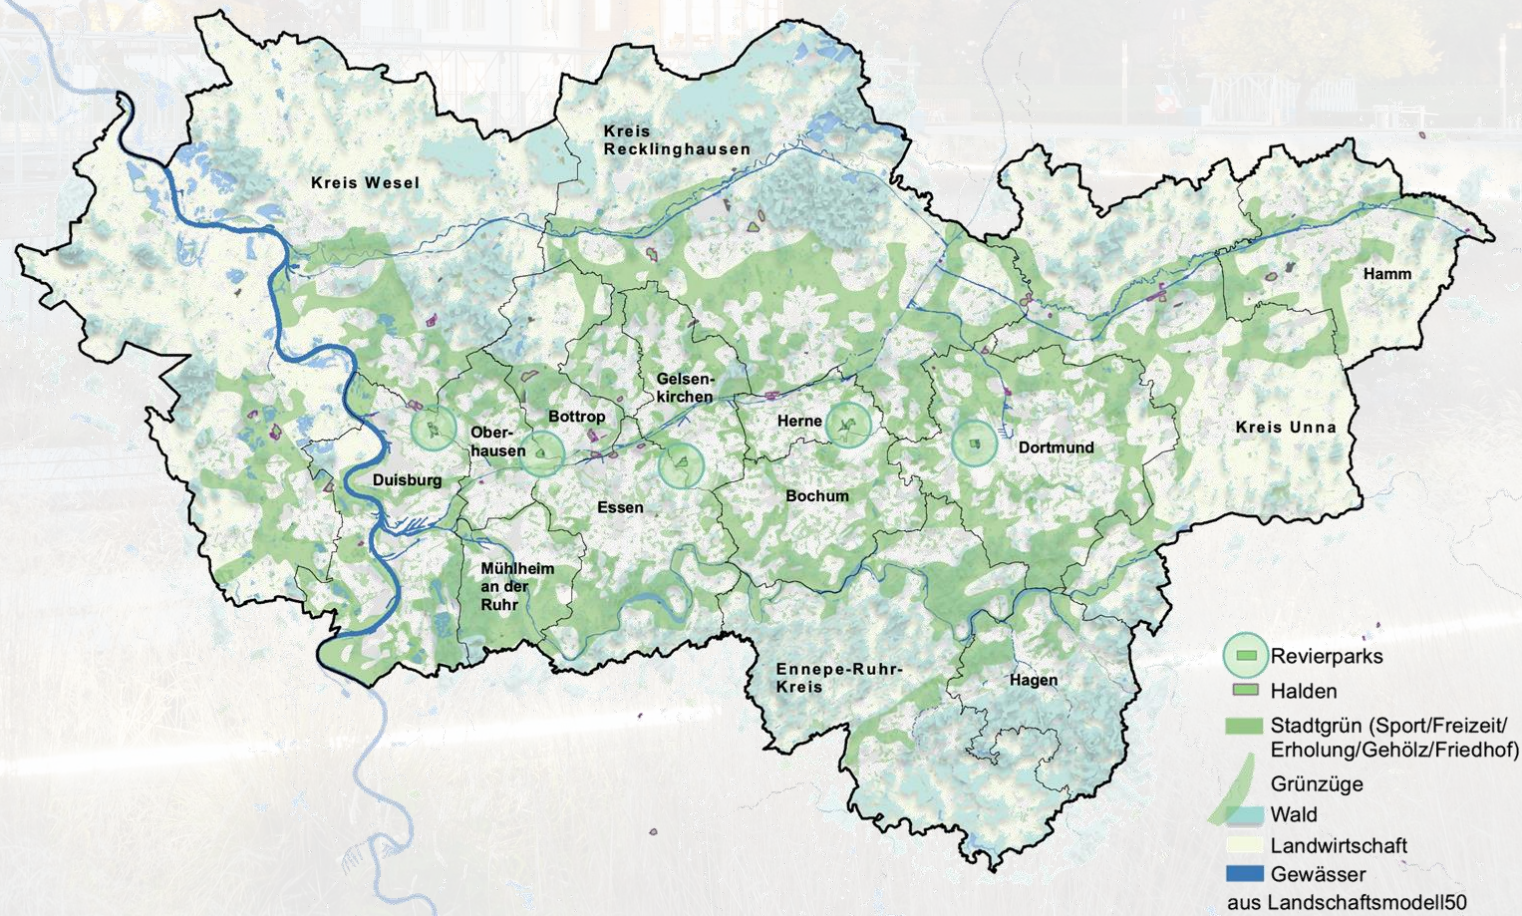 Kreis
Recklinghausen
Kreis Wesel
Hamm
Gelsen-
kirchen
Bottrop
Herne
Ober-
hausen
Kreis Unna
Dortmund
Duisburg
Bochum
Essen
Mühlheim
an der
Ruhr
Ennepe-Ruhr-
Kreis
Hagen
Revierparks
Halden
Stadtgrün (Sport/Freizeit/
Erholung/Gehölz/Friedhof)
Grünzüge
Wald
Landwirtschaft
Gewässer
aus Landschaftsmodell50